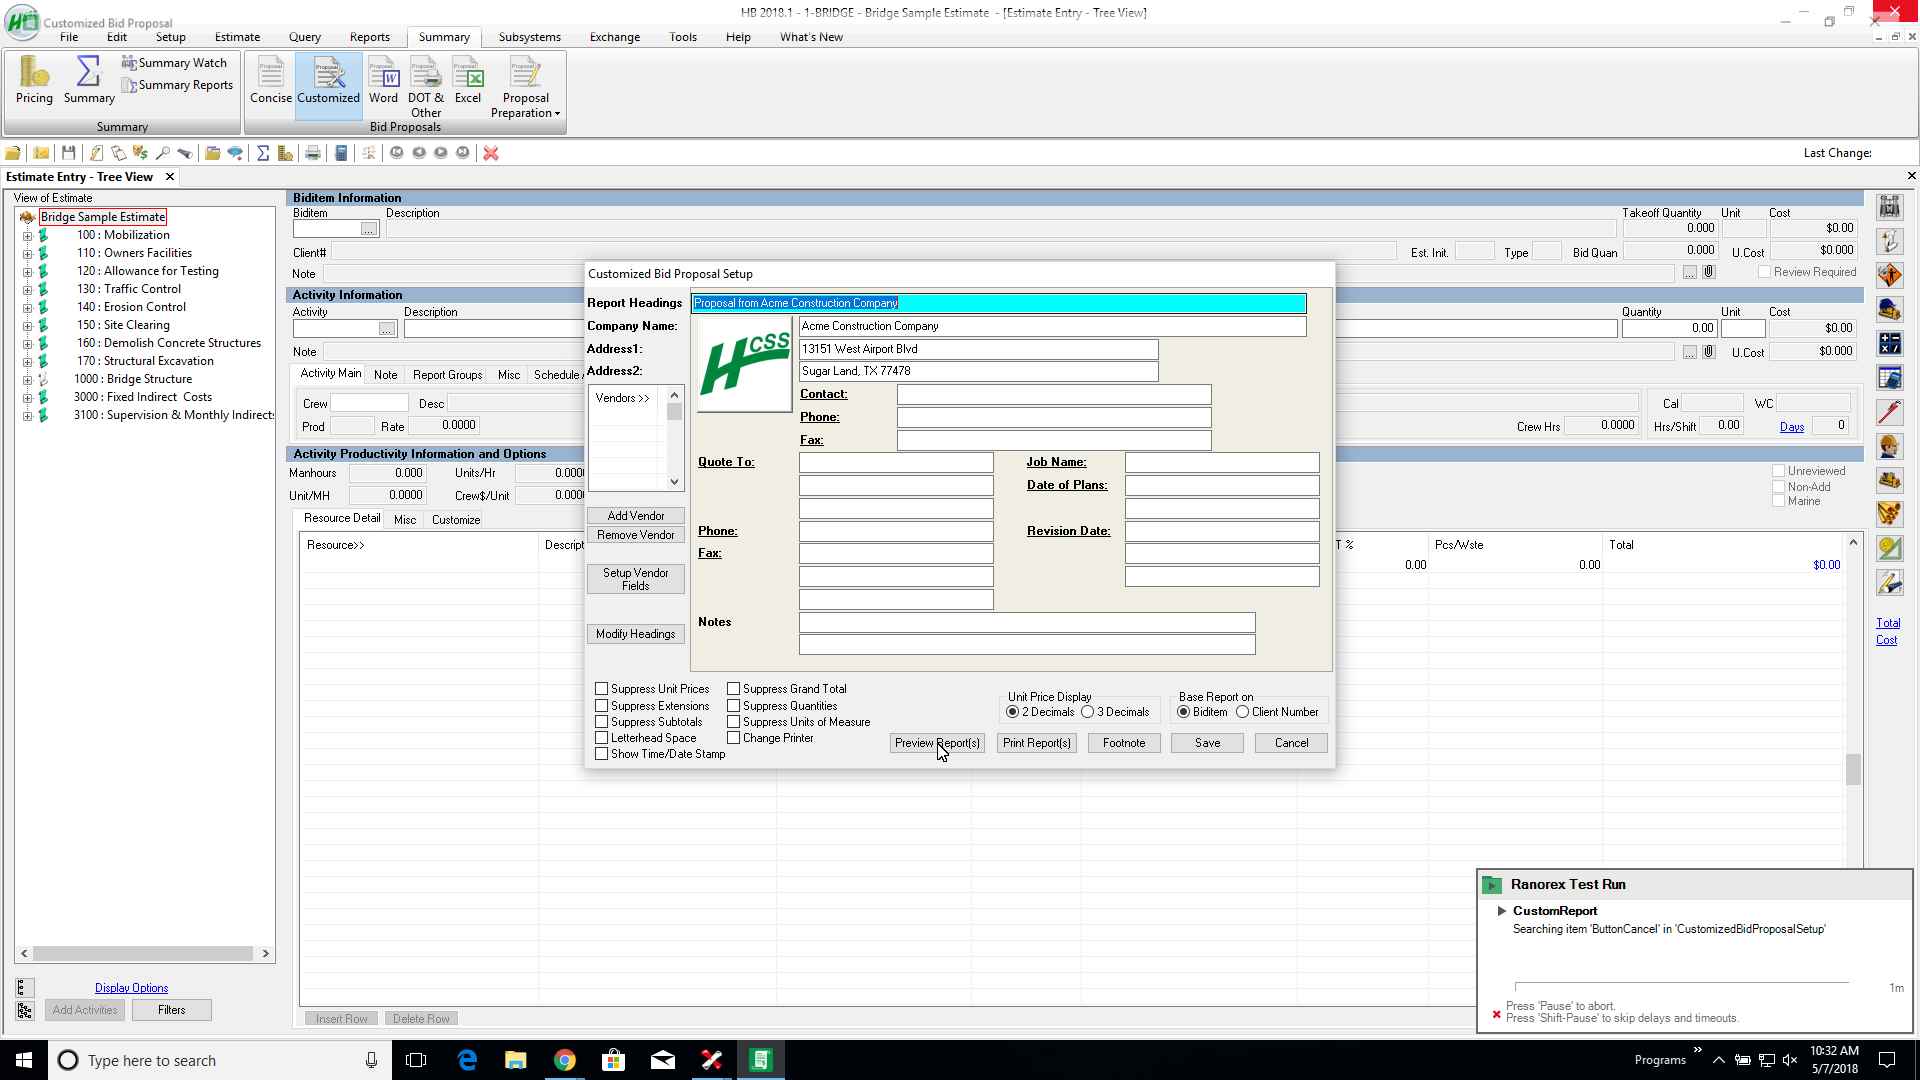 Customized Bid Proposal
HB 2018.1 - 1-BRIDGE - Bridge Sample Estimate - [Estimate Entry - Tree View]
File Edit Setup Estimate Query Reports Summary Subsystems Exchange Tools Help What's New
Pricing Summary Summary Watch
Summary Reports
Concise Customized Word DOT & Other Excel Proposal Preparation
Summary Bid Proposals
Last Change:
Estimate Entry - Tree View
View of Estimate
Bridge Sample Estimate
100 : Mobilization
110 : Owners Facilities
120 : Allowance for Testing
130 : Traffic Control
140 : Erosion Control
150 : Site Clearing
160 : Demolish Concrete Structures
170 : Structural Excavation
1000 : Bridge Structure
3000 : Fixed Indirect Costs
3100 : Supervision & Monthly Indirects
Display Options
Add Activities Filters
Biditem Information
Biditem Description Takeoff Quantity Unit Cost
... 0.000 $0.00
Client# Est. Init. Type Bid Quan 0.000 U.Cost $0.000
Note ... Review Required
Activity Information
Activity Description Quantity Unit Cost
... 0.00 $0.00
Note ... U.Cost $0.000
Activity Main Note Report Groups Misc Schedule
Crew Desc Cal WC
Prod Rate 0.0000 Crew Hrs 0.0000 Hrs/Shift 0.00 Days 0
Activity Productivity Information and Options
Manhours 0.000 Units/Hr 0.000
Unit/MH 0.0000 Crew$/Unit 0.00
Unreviewed
Non-Add
Marine
Resource Detail Misc Customize
Resource>> Descript T % Pcs/Wste Total
0.00 0.00 $0.00
Insert Row Delete Row
Total
Cost
Customized Bid Proposal Setup
Report Headings Proposal from Acme Construction Company
Company Name: Acme Construction Company
Address1: 13151 West Airport Blvd
Address2: Sugar Land, TX 77478
HCSS
Vendors >>
Contact:
Phone:
Fax:
Quote To: Job Name:
Date of Plans:
Phone: Revision Date:
Fax:
Notes
Add Vendor
Remove Vendor
Setup Vendor Fields
Modify Headings
Suppress Unit Prices Suppress Grand Total
Suppress Extensions Suppress Quantities
Suppress Subtotals Suppress Units of Measure
Letterhead Space Change Printer
Show Time/Date Stamp
Unit Price Display
2 Decimals 3 Decimals
Base Report on
Biditem Client Number
Preview Report(s) Print Report(s) Footnote Save Cancel
Ranorex Test Run
CustomReport
Searching item 'ButtonCancel' in 'CustomizedBidProposalSetup'
1m
Press 'Pause' to abort.
Press 'Shift-Pause' to skip delays and timeouts.
Type here to search
Programs
10:32 AM
5/7/2018